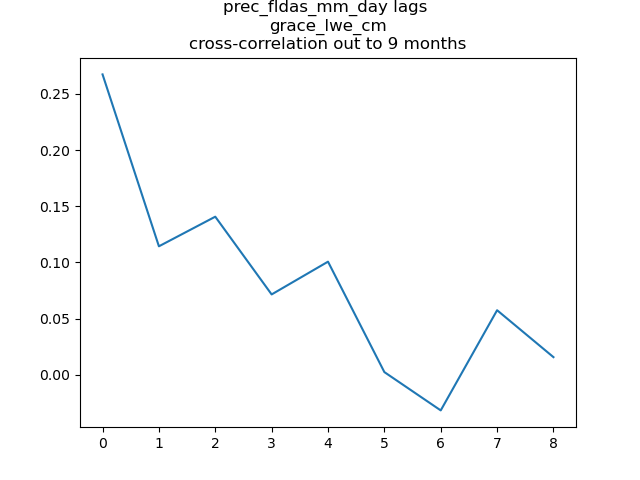 prec_fldas_mm_day lags
grace_lwe_cm
cross-correlation out to 9 months
0.25
0.20
0.15
0.10
0.05
0.00
0 1 2 3 4 5 6 7 8